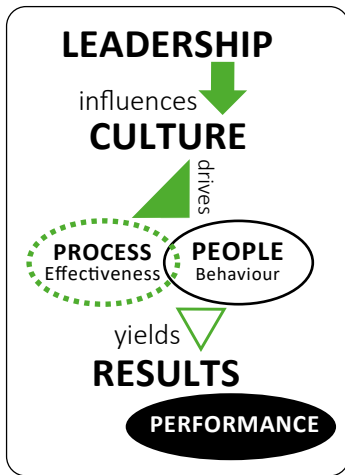 LEADERSHIP
influences
CULTURE
drives
PROCESS
Effectiveness
PEOPLE
Behaviour
yields
RESULTS
PERFORMANCE